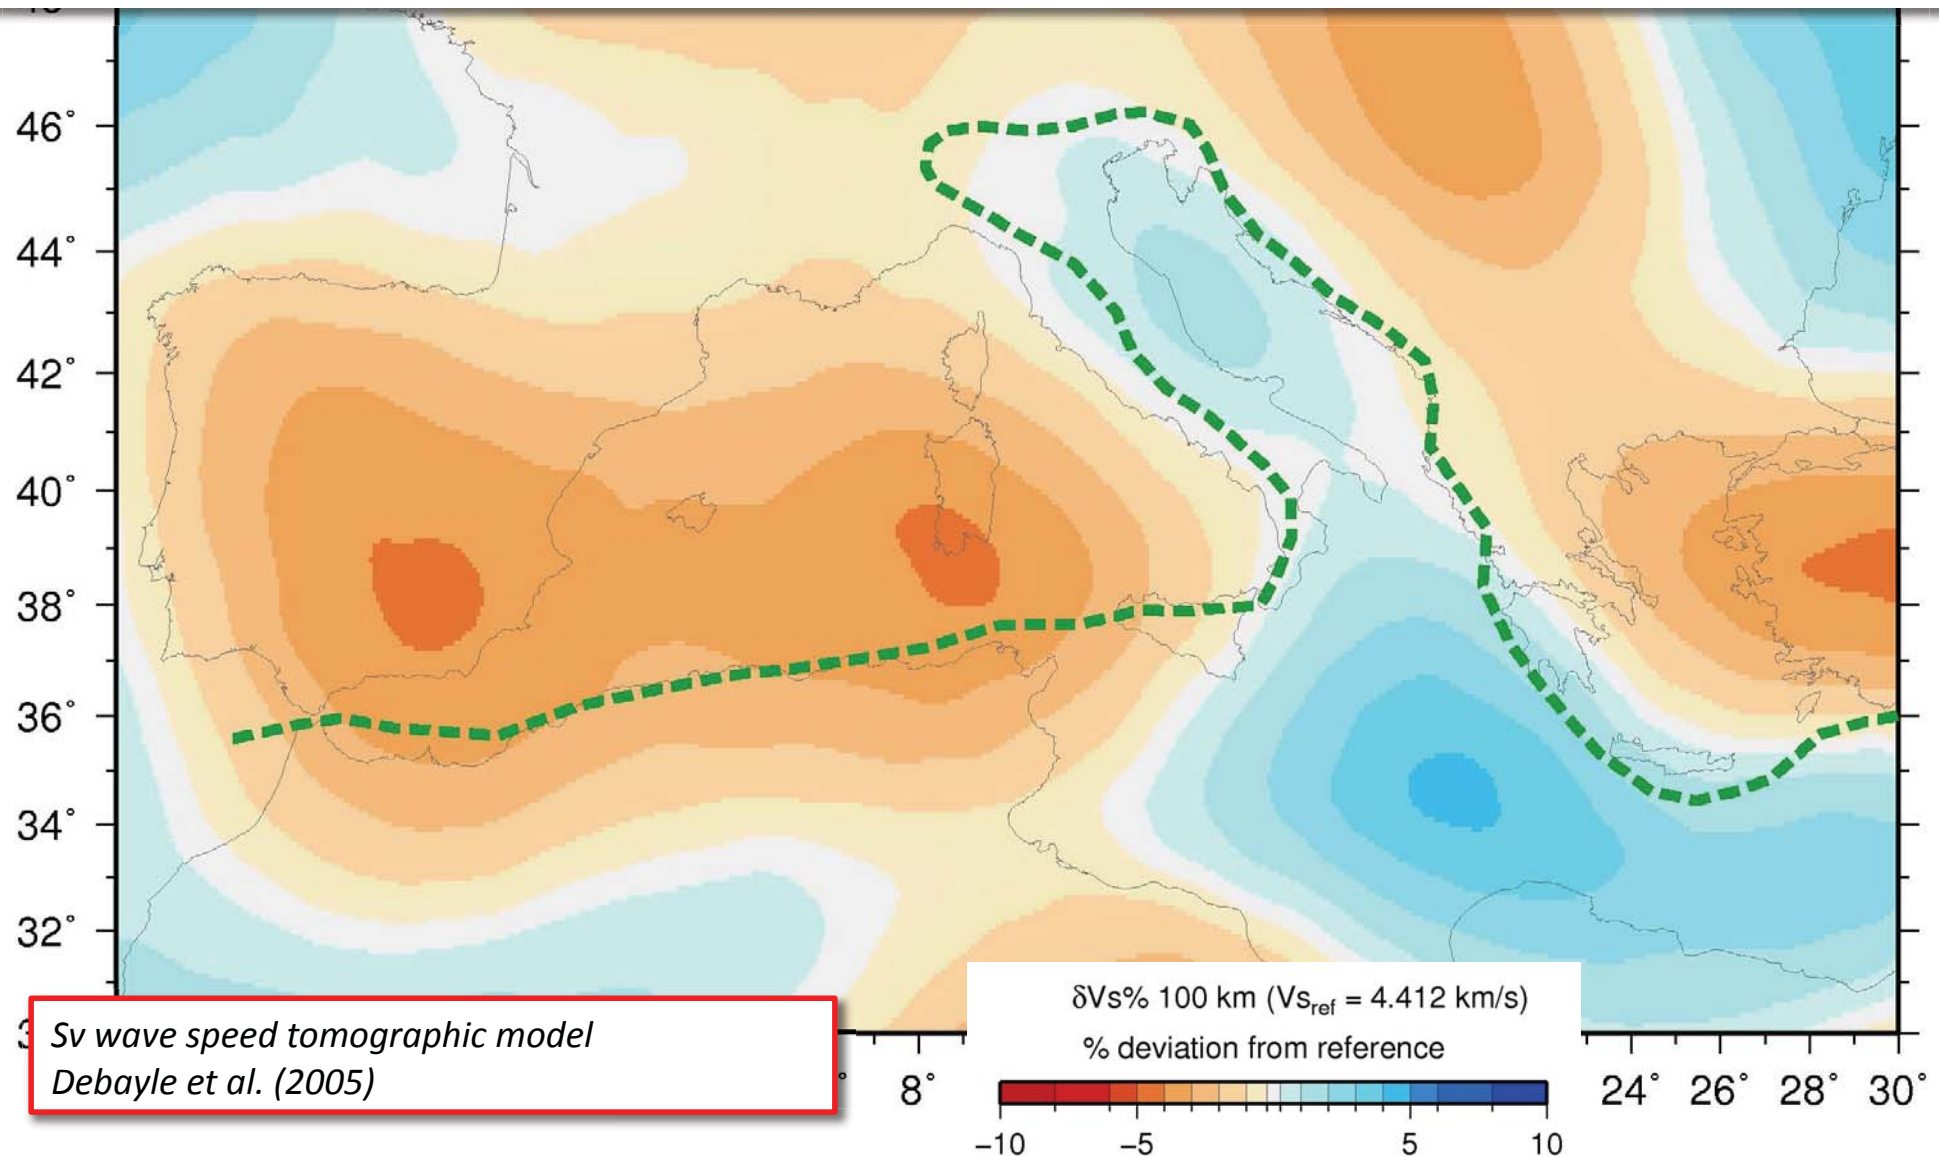 46°
44°
42°
40°
38°
36°
34°
32°
Sv wave speed tomographic model
Debayle et al. (2005)
δVs% 100 km (Vsref = 4.412 km/s)
% deviation from reference
8°
24° 26° 28° 30°
−10 −5 5 10